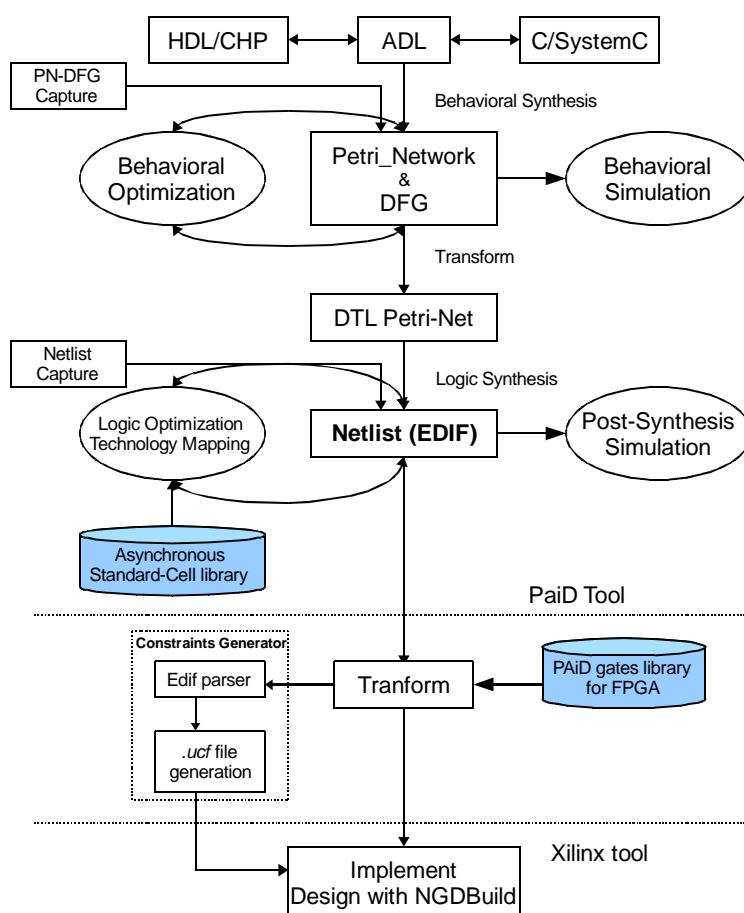 HDL/CHP
ADL
C/SystemC
PN-DFG
Capture
Behavioral Synthesis
Behavioral
Optimization
Petri_Network
&
DFG
Behavioral
Simulation
Transform
DTL Petri-Net
Netlist
Capture
Logic Synthesis
Logic Optimization
Technology Mapping
Netlist (EDIF)
Post-Synthesis
Simulation
Asynchronous
Standard-Cell library
PaiD Tool
Constraints Generator
Edif parser
Tranform
PAiD gates library
for FPGA
.ucf file
generation
Xilinx tool
Implement
Design with NGDBuild